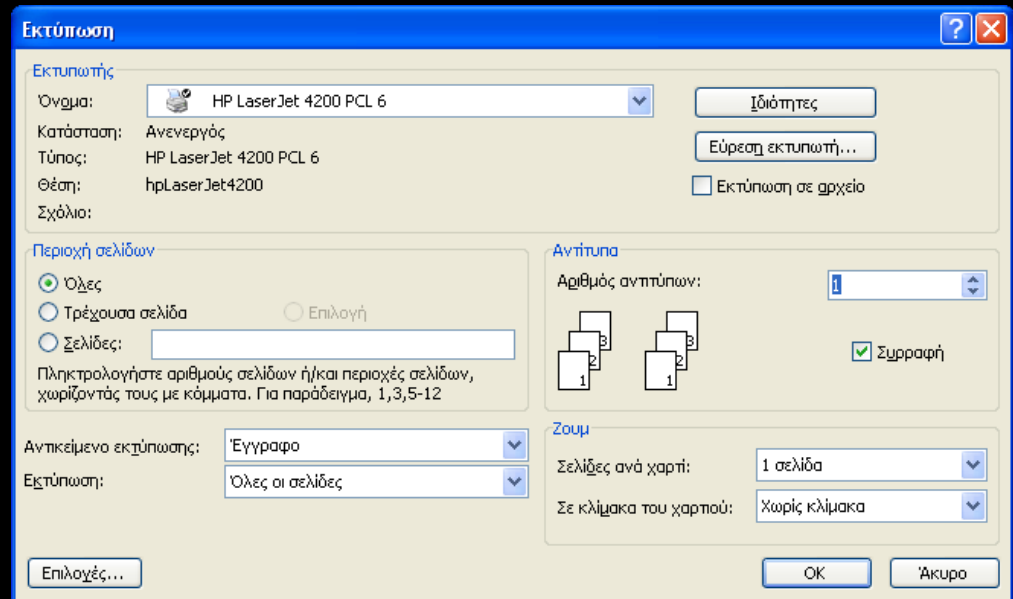 Εκτύπωση
Εκτυπωτής
Όνομα: HP LaserJet 4200 PCL 6 Ιδιότητες
Κατάσταση: Ανενεργός
Τύπος: HP LaserJet 4200 PCL 6 Εύρεση εκτυπωτή...
Θέση: hpLaserJet4200 Εκτύπωση σε αρχείο
Σχόλιο:
Περιοχή σελίδων
Όλες
Τρέχουσα σελίδα Επιλογή
Σελίδες:
Πληκτρολογήστε αριθμούς σελίδων ή/και περιοχές σελίδων,
χωρίζοντάς τους με κόμματα. Για παράδειγμα, 1,3,5-12
Αντίτυπα
Αριθμός αντιτύπων: 1
3 3
2 2
1 1
Συρραφή
Αντικείμενο εκτύπωσης: Έγγραφο
Εκτύπωση: Όλες οι σελίδες
Ζουμ
Σελίδες ανά χαρτί: 1 σελίδα
Σε κλίμακα του χαρτιού: Χωρίς κλίμακα
Επιλογές... OK Άκυρο